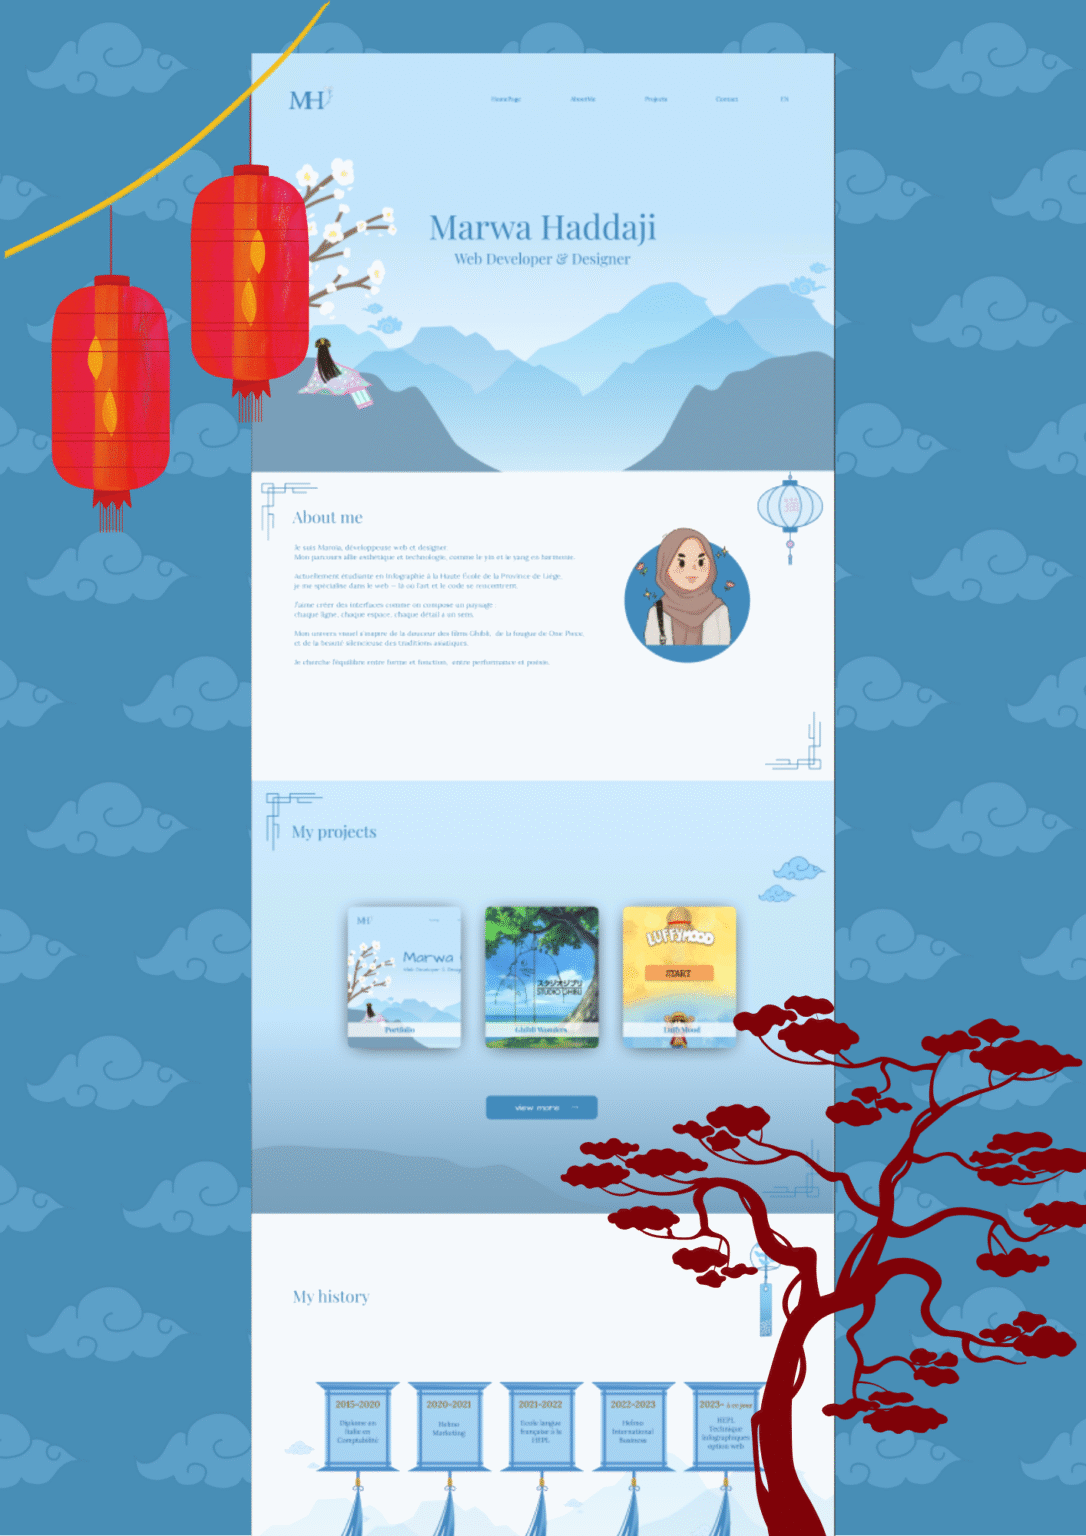 MH
HomePage AboutMe Projects Contact EN
Marwa Haddaji
Web Developer & Designer
About me
Je suis Marwa, développeuse web et designer.
Mon parcours allie esthétique et technologie, comme le yin et le yang en harmonie.
Actuellement étudiante en Infographie à la Haute École de la Province de Liège,
je me spécialise dans le web — là où l'art et le code se rencontrent.
J'aime créer des interfaces comme on compose un paysage :
chaque ligne, chaque espace, chaque détail a un sens.
Mon univers visuel s'inspire de la douceur des films Ghibli, de la fougue de One Piece,
et de la beauté silencieuse des traditions asiatiques.
Je cherche l'équilibre entre forme et fonction, entre performance et poésie.
My projects
MH
Marwa
Web Developer & Desig
Portfolio
スタジオジブリ
STUDIO GHIBLI
Ghibli Wonders
LUFFYMOOD
START
Luffy Mood
view more →
My history
2015-2020
Diplome en
Italie en
Comptabilité
2020-2021
Helmo
Marketing
2021-2022
Ecole langue
française à la
HEPL
2022-2023
Helmo
International
Business
2023- à ce jour
HEPL
Technique
Infographiques
option web